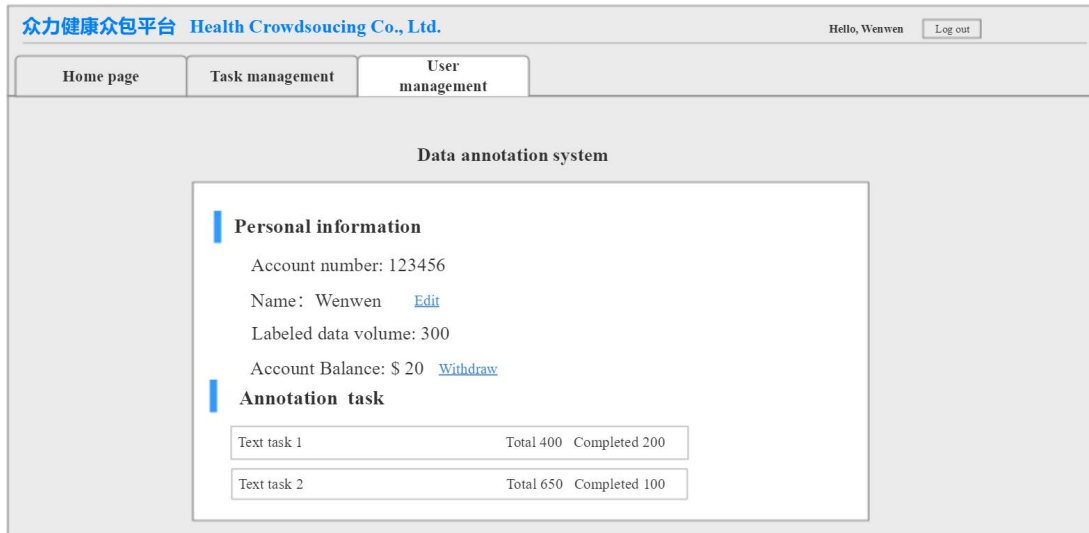 众力健康众包平台 Health Crowdsoucing Co., Ltd.
Hello, Wenwen Log out
Home page Task management User management
Data annotation system
Personal information
Account number: 123456
Name：Wenwen Edit
Labeled data volume: 300
Account Balance: $ 20 Withdraw
Annotation task
Text task 1 Total 400 Completed 200
Text task 2 Total 650 Completed 100